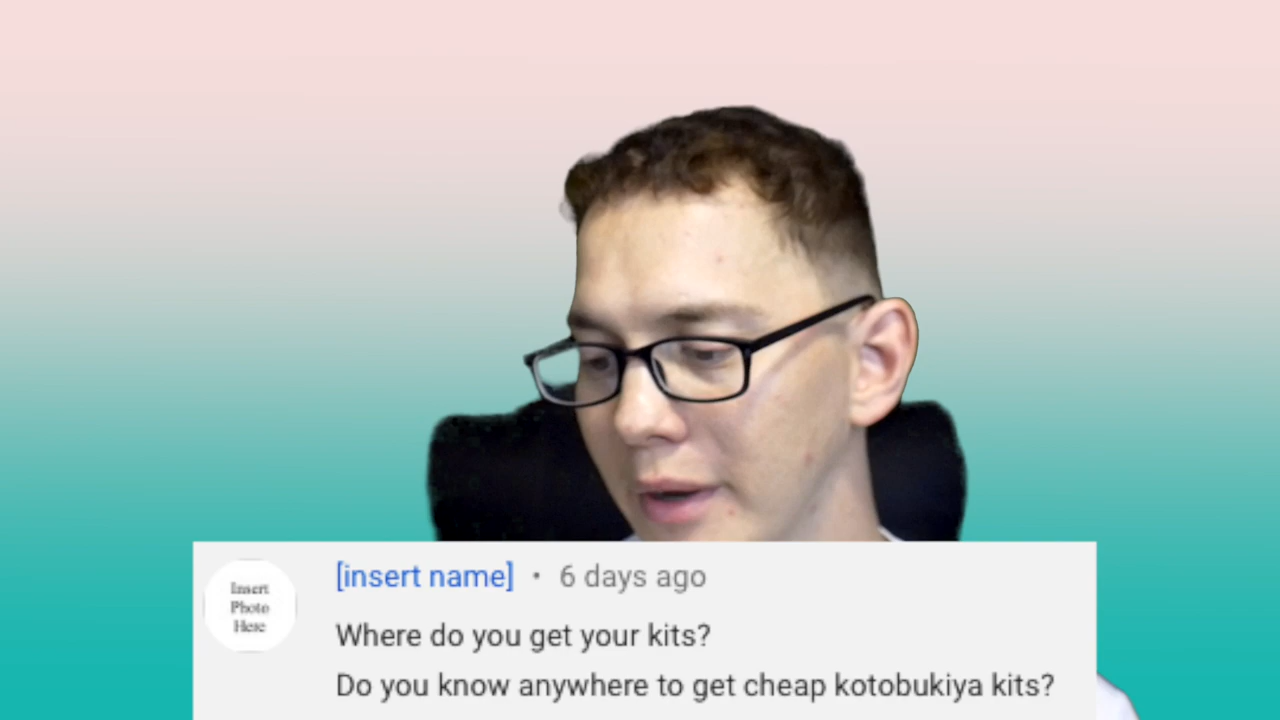 Insert
Photo
Here
[insert name] • 6 days ago
Where do you get your kits?
Do you know anywhere to get cheap kotobukiya kits?